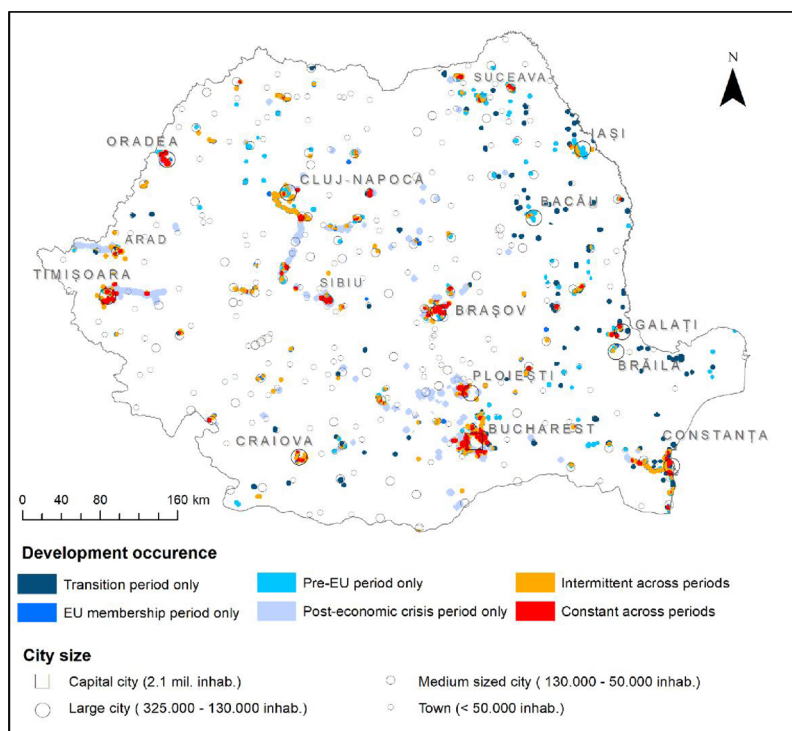 N
SUCEAVA
IAȘI
ORADEA
CLUJ-NAPOCA
BACĂU
ARAD
TIMIȘOARA
SIBIU
BRAȘOV
GALAȚI
BRĂILA
PLOIEȘTI
BUCHAREST
CONSTANȚA
CRAIOVA
0 40 80 160 km
Development occurence
Transition period only
Pre-EU period only
Intermittent across periods
EU membership period only
Post-economic crisis period only
Constant across periods
City size
Capital city (2.1 mil. inhab.)
Medium sized city ( 130.000 - 50.000 inhab.)
Large city ( 325.000 - 130.000 inhab.)
Town (< 50.000 inhab.)